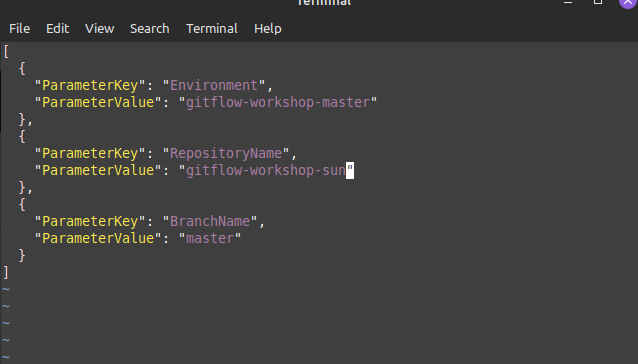 Terminal
File Edit View Search Terminal Help
[
  {
    "ParameterKey": "Environment",
    "ParameterValue": "gitflow-workshop-master"
  },
  {
    "ParameterKey": "RepositoryName",
    "ParameterValue": "gitflow-workshop-sun"
  },
  {
    "ParameterKey": "BranchName",
    "ParameterValue": "master"
  }
]
~
~
~
~
~